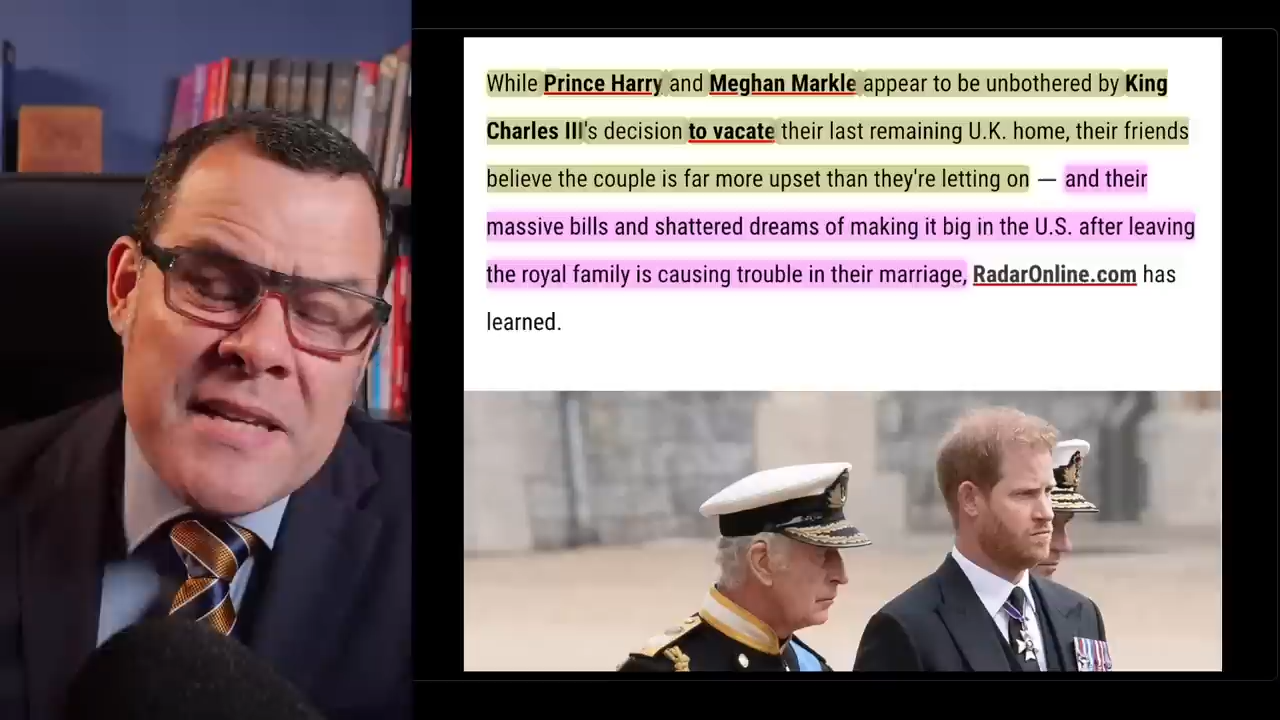 While Prince Harry and Meghan Markle appear to be unbothered by King
Charles III's decision to vacate their last remaining U.K. home, their friends
believe the couple is far more upset than they're letting on — and their
massive bills and shattered dreams of making it big in the U.S. after leaving
the royal family is causing trouble in their marriage, RadarOnline.com has
learned.